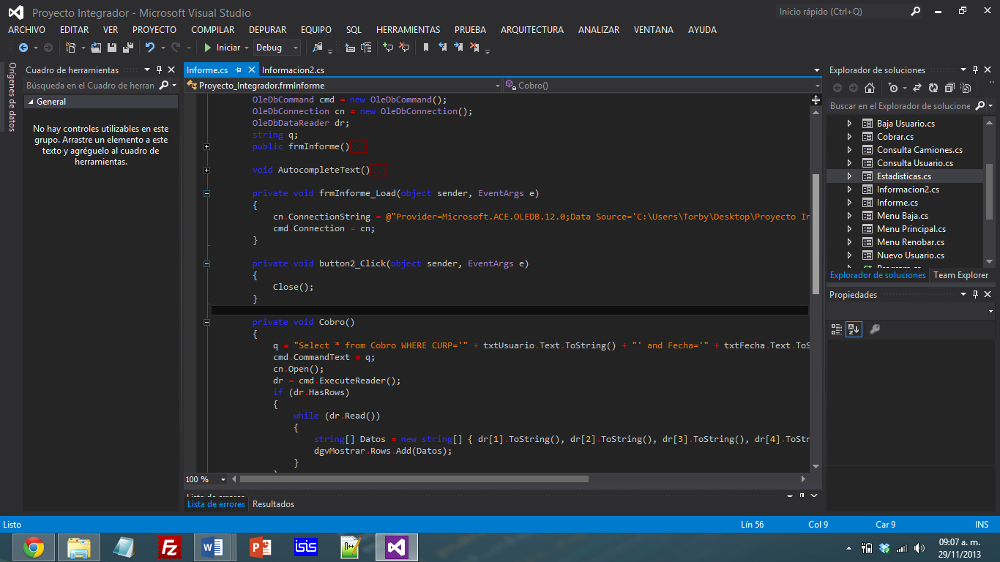 Proyecto Integrador - Microsoft Visual Studio
Inicio rápido (Ctrl+Q)
ARCHIVO EDITAR VER PROYECTO COMPILAR DEPURAR EQUIPO SQL HERRAMIENTAS PRUEBA ARQUITECTURA ANALIZAR VENTANA AYUDA
Iniciar Debug
Orígenes de datos
Cuadro de herramientas
Búsqueda en el Cuadro de herran
General
No hay controles utilizables en este
grupo. Arrastre un elemento a este
texto y agréguelo al cuadro de
herramientas.
Informe.cs Informacion2.cs
Proyecto_Integrador.frmInforme Cobro()
OleDbCommand cmd = new OleDbCommand();
OleDbConnection cn = new OleDbConnection();
OleDbDataReader dr;
string q;
public frmInforme()...
void AutocompleteText()...
private void frmInforme_Load(object sender, EventArgs e)
{
cn.ConnectionString = @"Provider=Microsoft.ACE.OLEDB.12.0;Data Source='C:\Users\Torby\Desktop\Proyecto In
cmd.Connection = cn;
}
private void button2_Click(object sender, EventArgs e)
{
Close();
}
private void Cobro()
{
q = "Select * from Cobro WHERE CURP='" + txtUsuario.Text.ToString() + "' and Fecha='" + txtFecha.Text.ToS
cmd.CommandText = q;
cn.Open();
dr = cmd.ExecuteReader();
if (dr.HasRows)
{
while (dr.Read())
{
string[] Datos = new string[] { dr[1].ToString(), dr[2].ToString(), dr[3].ToString(), dr[4].ToStr
dgvMostrar.Rows.Add(Datos);
}
100 %
Lista de errores
Lista de errores Resultados
Explorador de soluciones
Buscar en el Explorador de solucione
Baja Usuario.cs
Cobrar.cs
Consulta Camiones.cs
Consulta Usuario.cs
Estadisticas.cs
Informacion2.cs
Informe.cs
Menu Baja.cs
Menu Principal.cs
Menu Renobar.cs
Nuevo Usuario.cs
Program.cs
Explorador de soluciones Team Explorer
Propiedades
Listo Lín 56 Col 9 Car 9 INS
isis
09:07 a. m.
29/11/2013